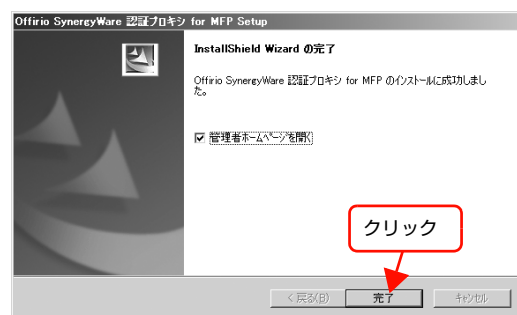 Offirio SynergyWare 認証プロキシ for MFP Setup
InstallShield Wizard の完了
Offirio SynergyWare 認証プロキシ for MFP のインストールに成功しまし
た。
管理者ホームページを開く
クリック
< 戻る(B)
完了
キャンセル